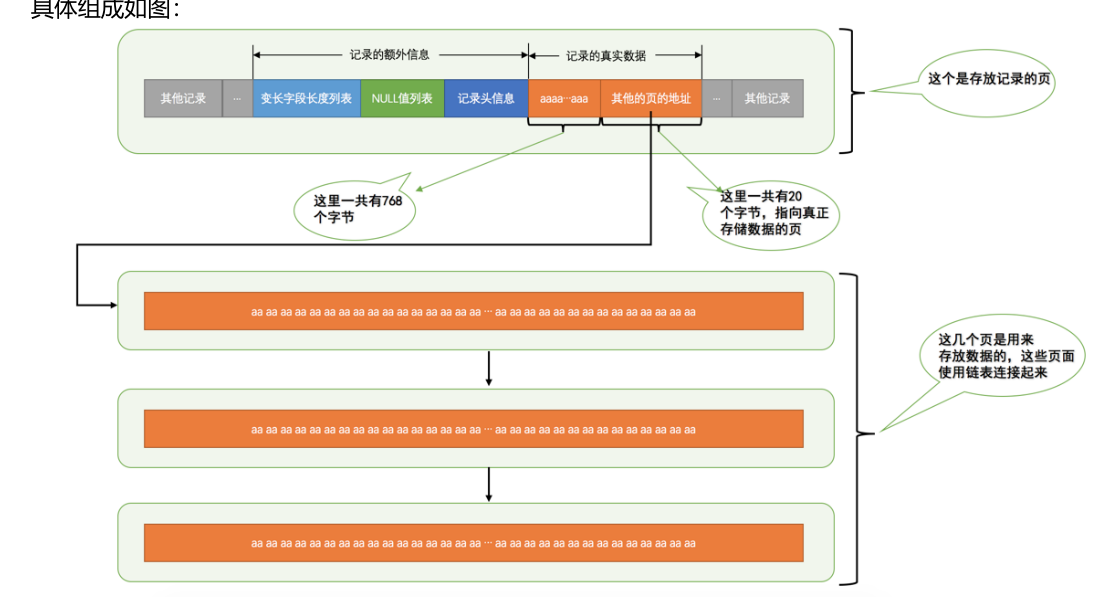 具体组成如图：
记录的额外信息
记录的真实数据
其他记录
...
变长字段长度列表
NULL值列表
记录头信息
aaaa···aaa
其他的页的地址
...
其他记录
这个是存放记录的页
这里一共有768
个字节
这里一共有20
个字节，指向真正
存储数据的页
aa aa aa aa aa aa aa aa aa aa aa aa aa aa aa aa ··· aa aa aa aa aa aa aa aa aa aa aa aa aa aa
这几个页是用来
存放数据的，这些页面
使用链表连接起来
aa aa aa aa aa aa aa aa aa aa aa aa aa aa aa aa ··· aa aa aa aa aa aa aa aa aa aa aa aa aa aa
aa aa aa aa aa aa aa aa aa aa aa aa aa aa aa aa ··· aa aa aa aa aa aa aa aa aa aa aa aa aa aa